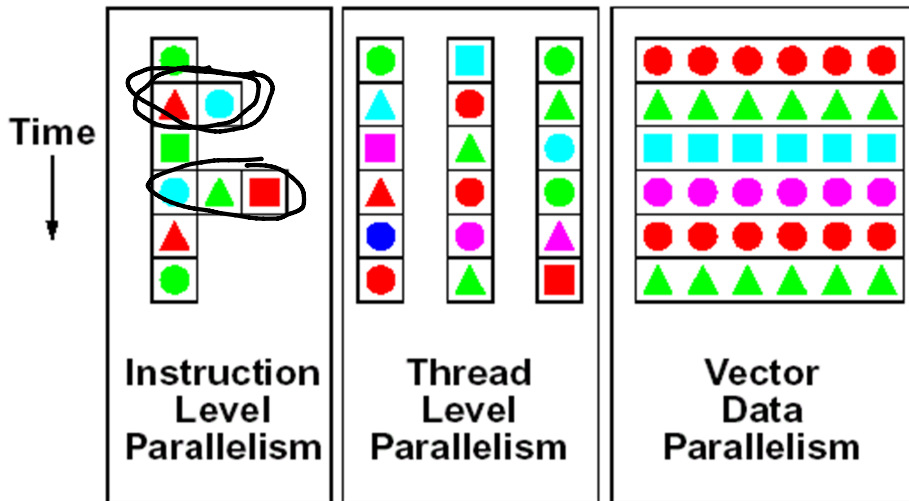 Time
Instruction
Level
Parallelism
Thread
Level
Parallelism
Vector
Data
Parallelism